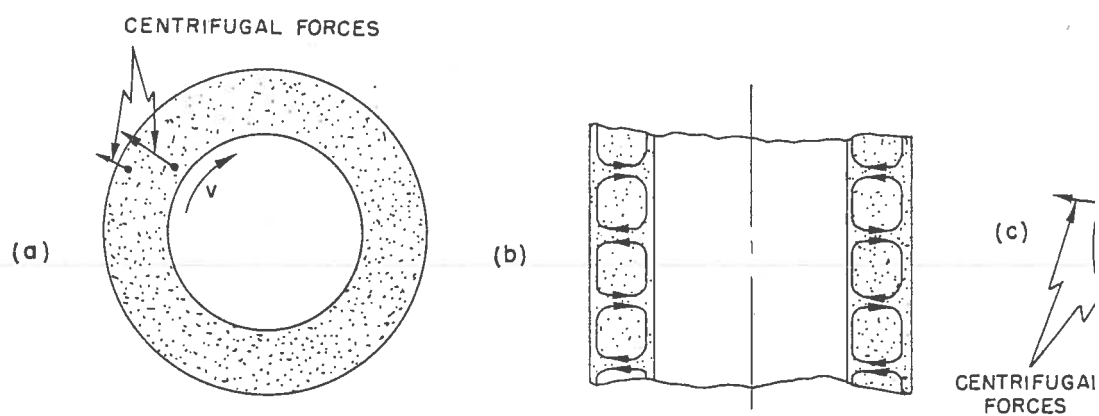 CENTRIFUGAL FORCES
V
(a)
(b)
(c)
CENTRIFUGAL
FORCES